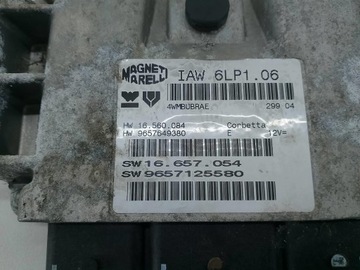 MAGNETI MARELLI IAW 6LP1.06
4WMBUBRAE 299 04
HW 16.560.084 Corbetta
HW 9657649380 E 12V=
SW16.657.054
SW9657125580